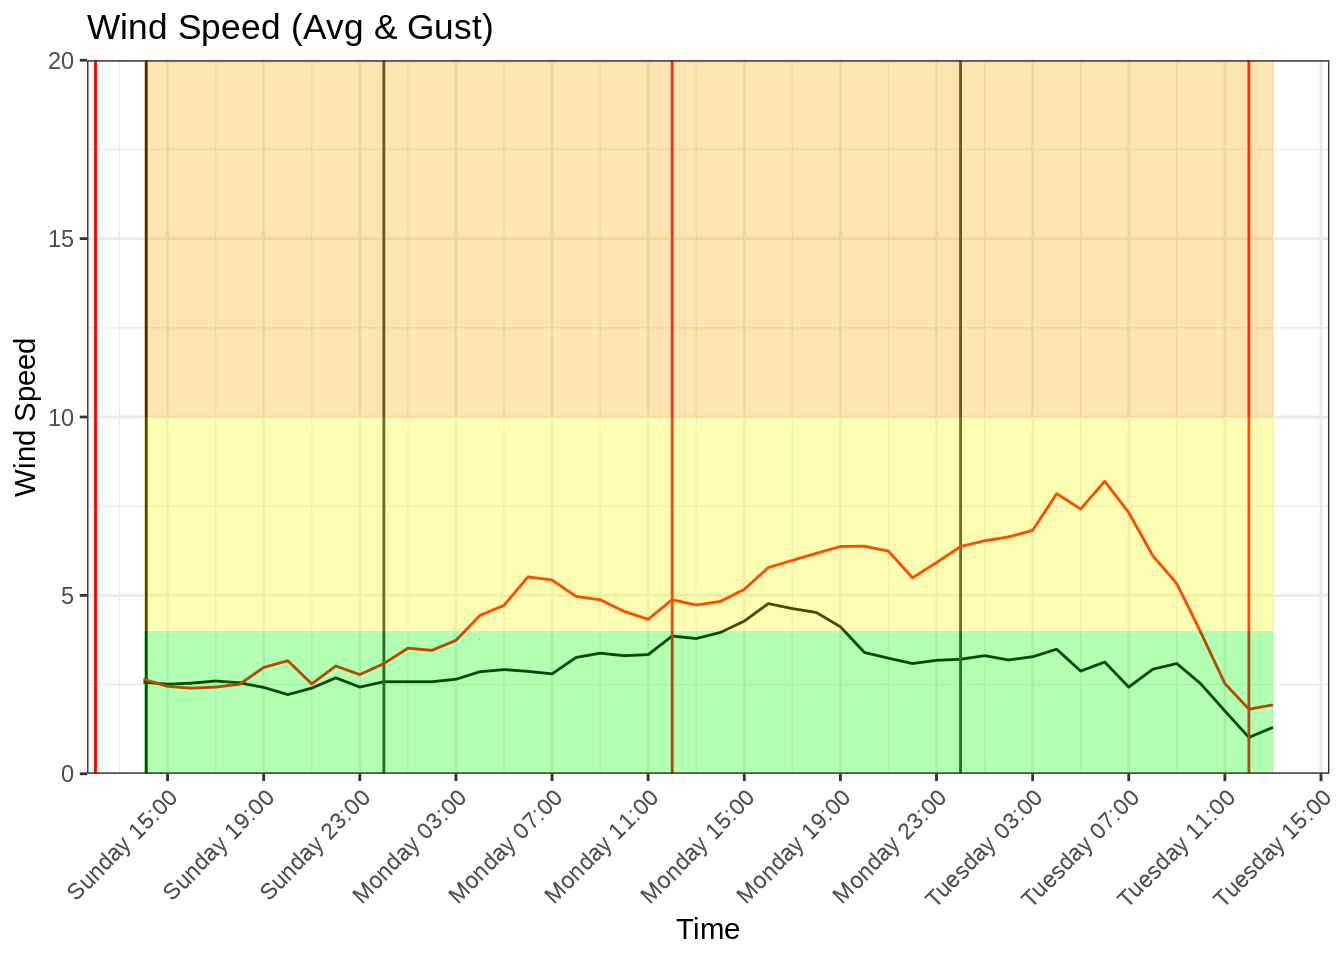 Wind Speed (Avg & Gust)
20
15
10
5
0
Wind Speed
Sunday 15:00
Sunday 19:00
Sunday 23:00
Monday 03:00
Monday 07:00
Monday 11:00
Monday 15:00
Monday 19:00
Monday 23:00
Tuesday 03:00
Tuesday 07:00
Tuesday 11:00
Tuesday 15:00
Time